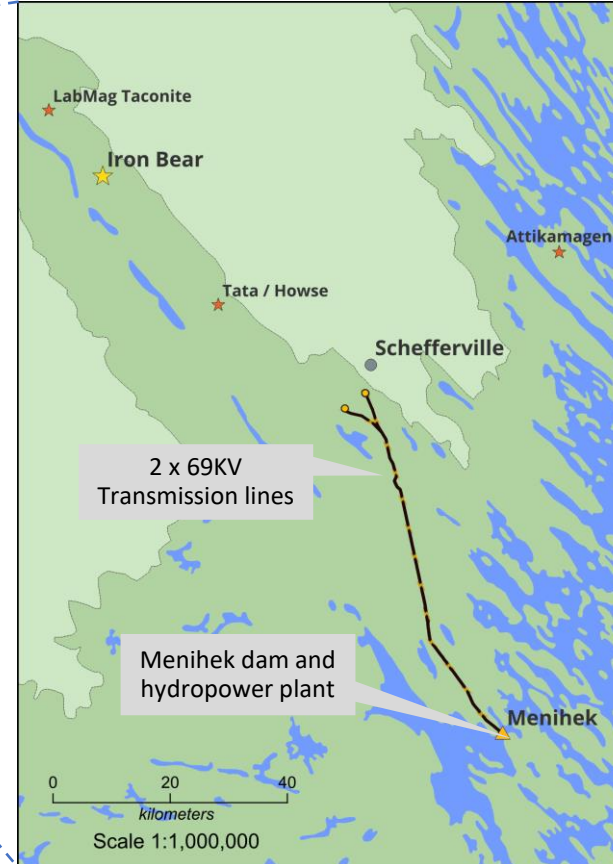 LabMag Taconite
Iron Bear
Attikamagen
Tata / Howse
Schefferville
2 x 69KV
Transmission lines
Menihek dam and
hydropower plant
Menihek
0 20 40
kilometers
Scale 1:1,000,000